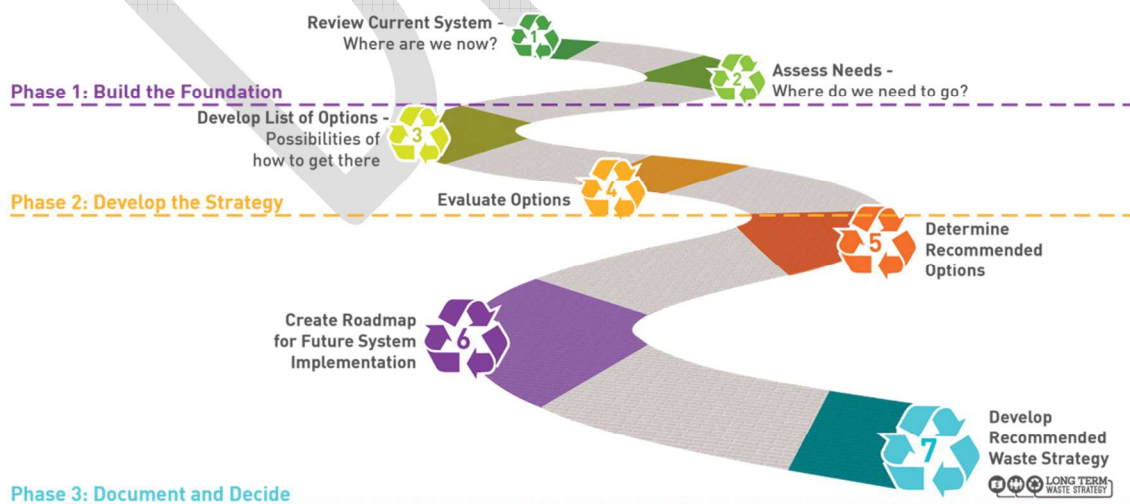 Review Current System -
Where are we now?
1
2
Assess Needs -
Where do we need to go?
Phase 1: Build the Foundation
Develop List of Options -
Possibilities of
how to get there
3
4
Evaluate Options
Phase 2: Develop the Strategy
5
Determine
Recommended
Options
Create Roadmap
for Future System
Implementation
6
7
Develop
Recommended
Waste Strategy
LONG TERM
WASTE STRATEGY
Phase 3: Document and Decide